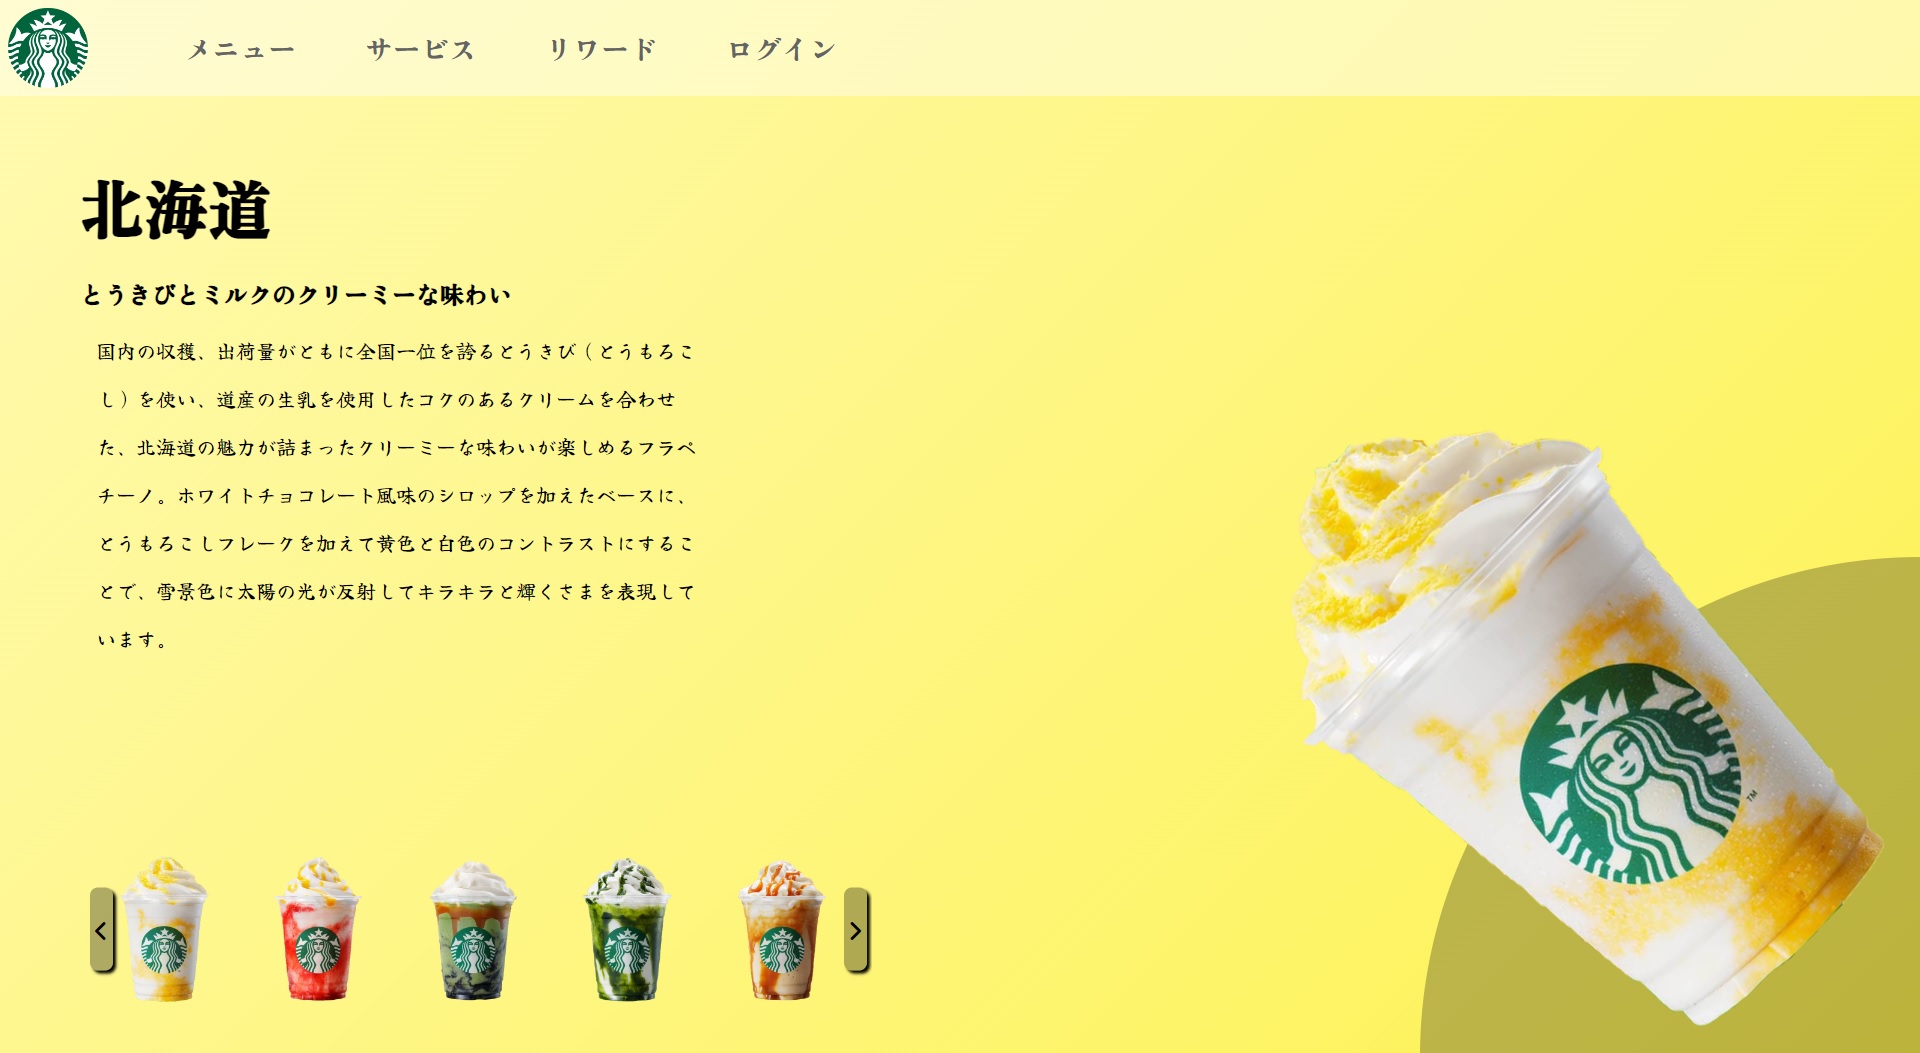 メニュー サービス リワード ログイン
北海道
とうきびとミルクのクリーミーな味わい
国内の収穫、出荷量がともに全国一位を誇るとうきび（とうもろこ
し）を使い、道産の生乳を使用したコクのあるクリームを合わせ
た、北海道の魅力が詰まったクリーミーな味わいが楽しめるフラペ
チーノ。ホワイトチョコレート風味のシロップを加えたベースに、
とうもろこしフレークを加えて黄色と白色のコントラストにするこ
とで、雪景色に太陽の光が反射してキラキラと輝くさまを表現して
います。
TM